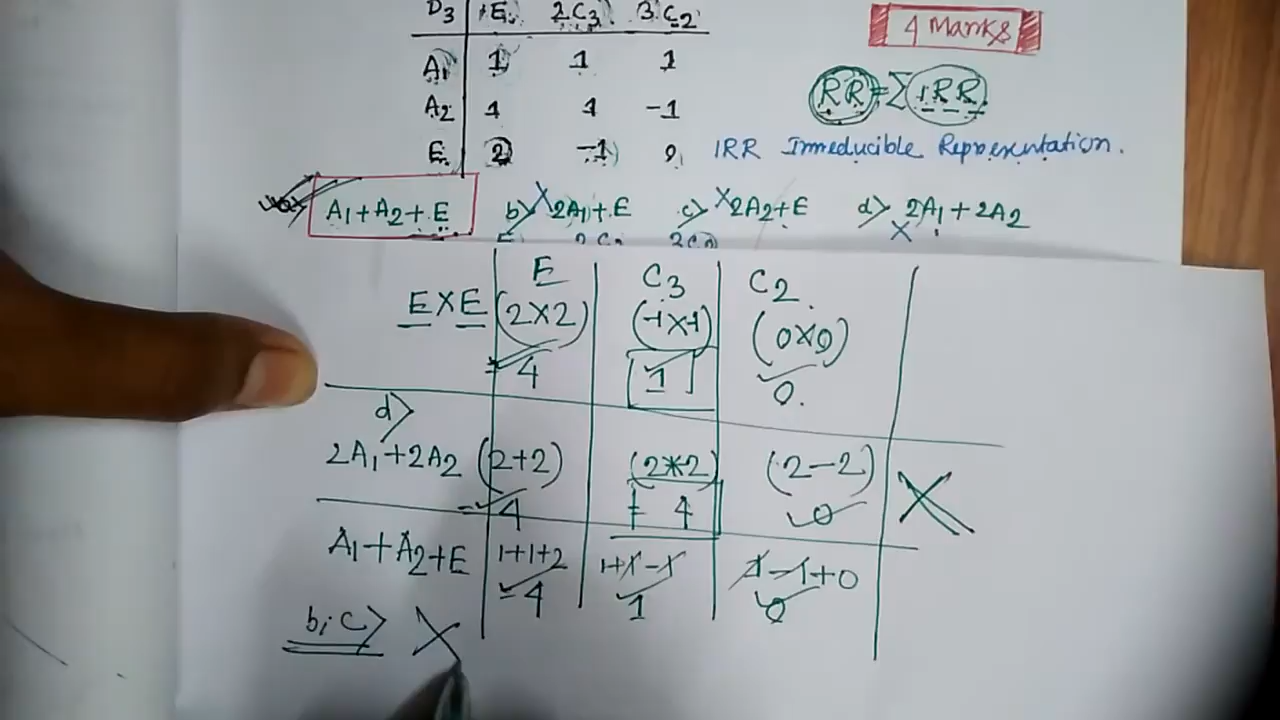 D3 | E 2C3 3C2
4 Marks
A1 | 1 1 1
RR = Σ IRR
A2 | 1 1 -1
E | 2 -1 0
IRR Irreducible Representation.
A1+A2+E b> 2A1+E c> 2A2+E d> 2A1+2A2
E C3 C2
E×E (2×2) (-1×-1) (0×0)
=4 1 0.
d>
2A1+2A2 (2+2) (2*2) (2-2)
=4 = 4 0
A1+A2+E 1+1+2 1+1-1 1-1+0
=4 1 0
b,c> X